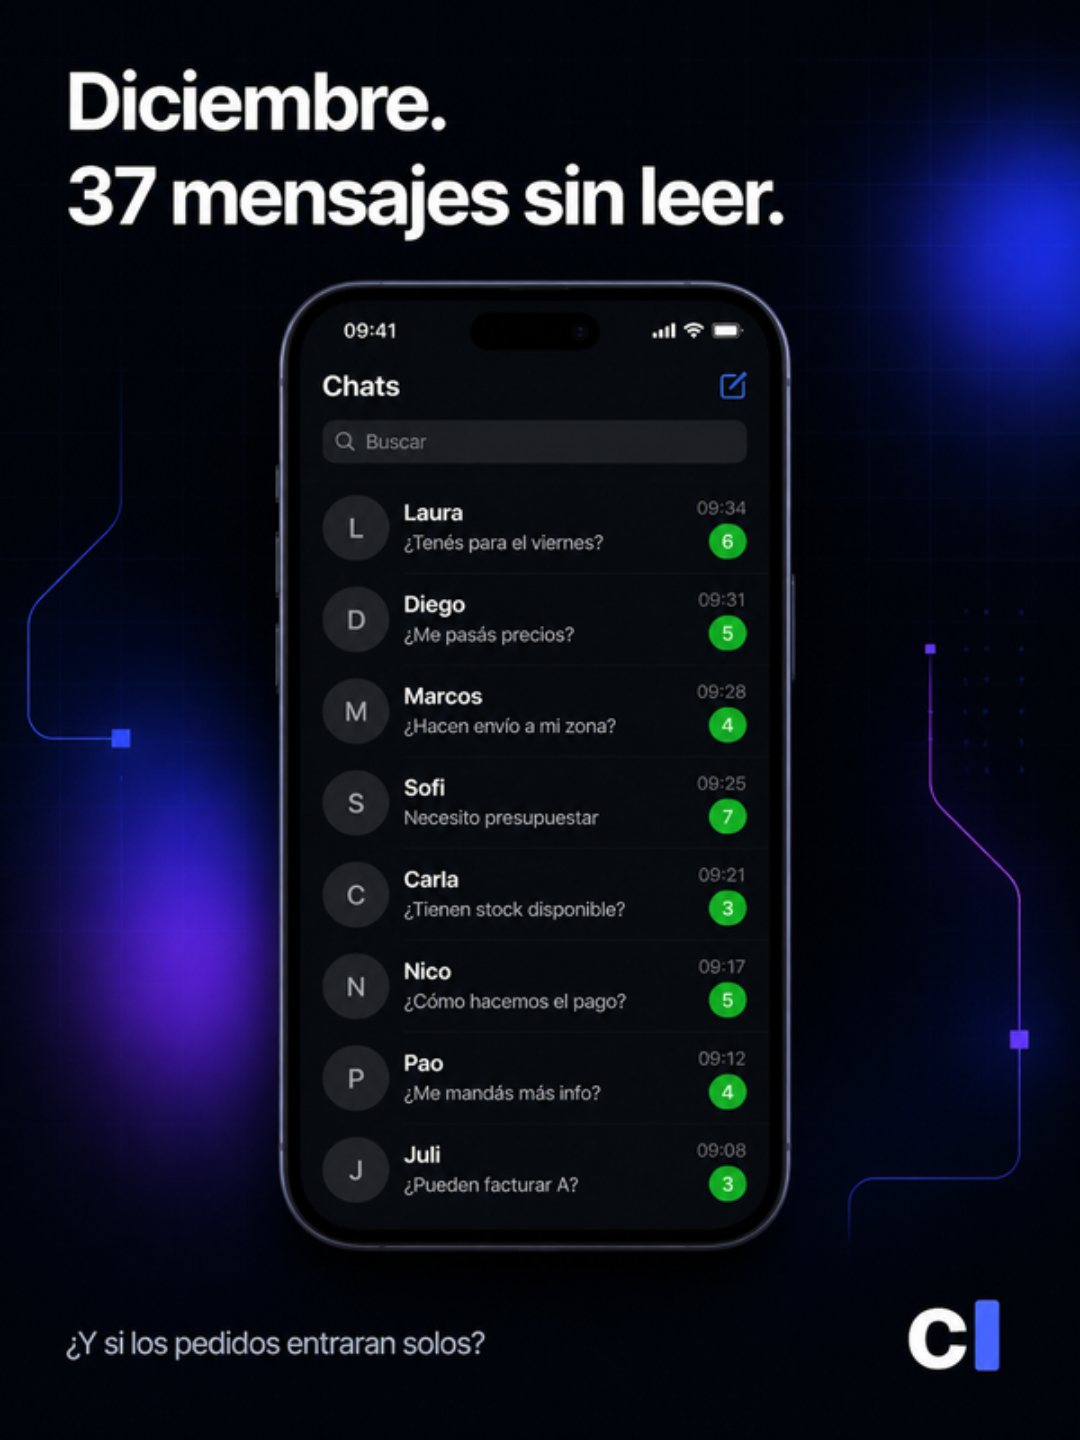 Diciembre.
37 mensajes sin leer.
09:41
Chats
Buscar
L
Laura
09:34
¿Tenés para el viernes?
6
D
Diego
09:31
¿Me pasás precios?
5
M
Marcos
09:28
¿Hacen envío a mi zona?
4
S
Sofi
09:25
Necesito presupuestar
7
C
Carla
09:21
¿Tienen stock disponible?
3
N
Nico
09:17
¿Cómo hacemos el pago?
5
P
Pao
09:12
¿Me mandás más info?
4
J
Juli
09:08
¿Pueden facturar A?
3
¿Y si los pedidos entraran solos?
c